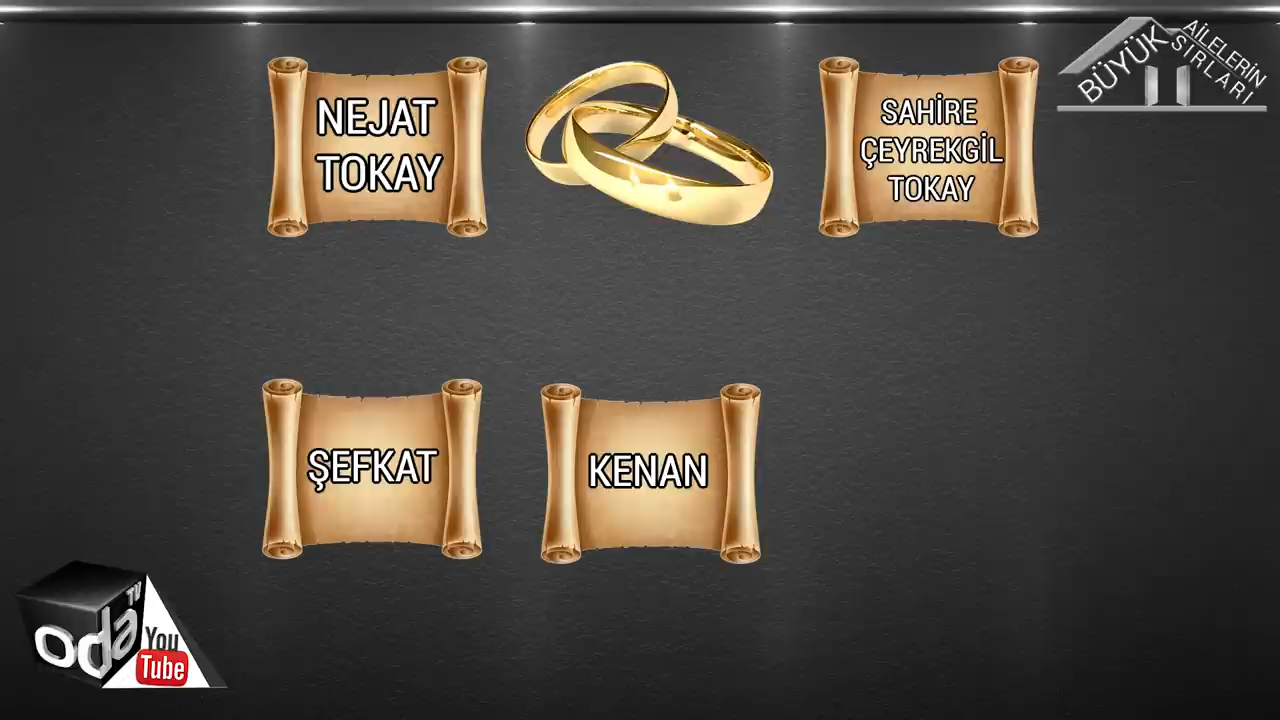 NEJAT
TOKAY
SAHİRE
ÇEYREKGİL
TOKAY
BÜYÜK
AİLELERİN
SIRLARI
ŞEFKAT
KENAN
oda
TV
You
Tube